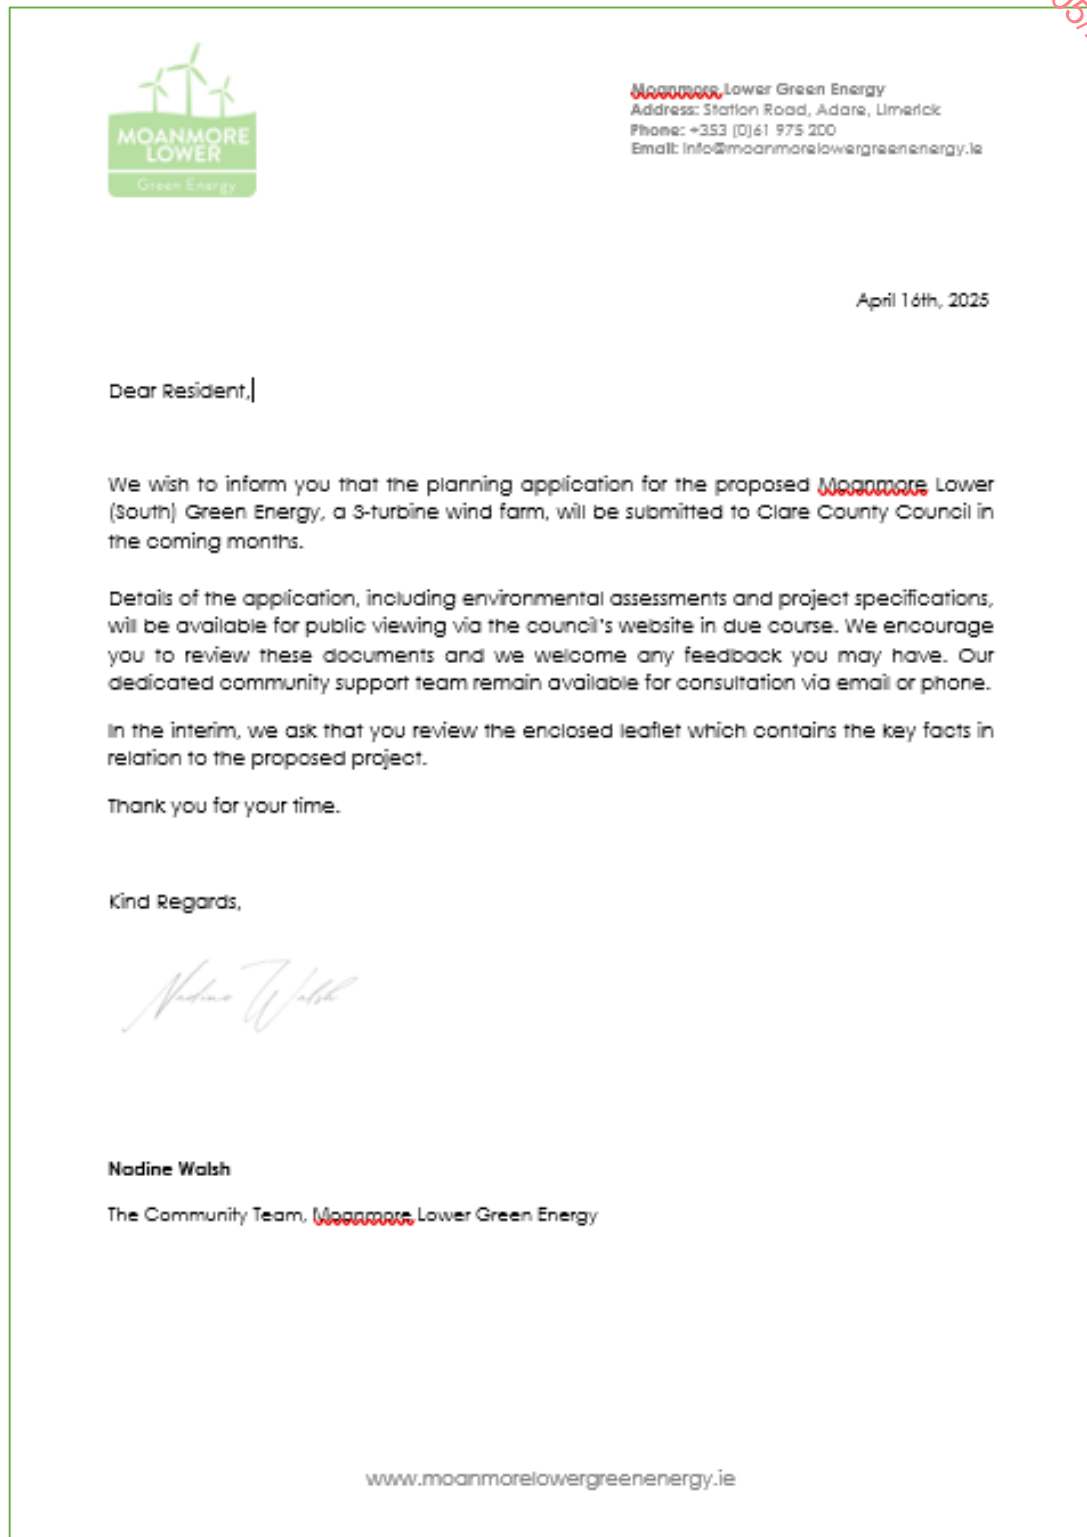 MOANMORE
LOWER
Green Energy
Moanmore Lower Green Energy
Address: Station Road, Adare, Limerick
Phone: +353 (0)61 975 200
Email: info@moanmorelowergreenenergy.ie
April 16th, 2025
Dear Resident,
We wish to inform you that the planning application for the proposed Moanmore Lower
(South) Green Energy, a 3-turbine wind farm, will be submitted to Clare County Council in
the coming months.
Details of the application, including environmental assessments and project specifications,
will be available for public viewing via the council's website in due course. We encourage
you to review these documents and we welcome any feedback you may have. Our
dedicated community support team remain available for consultation via email or phone.
In the interim, we ask that you review the enclosed leaflet which contains the key facts in
relation to the proposed project.
Thank you for your time.
Kind Regards,
Nadine Walsh
Nadine Walsh
The Community Team, Moanmore Lower Green Energy
www.moanmorelowergreenenergy.ie